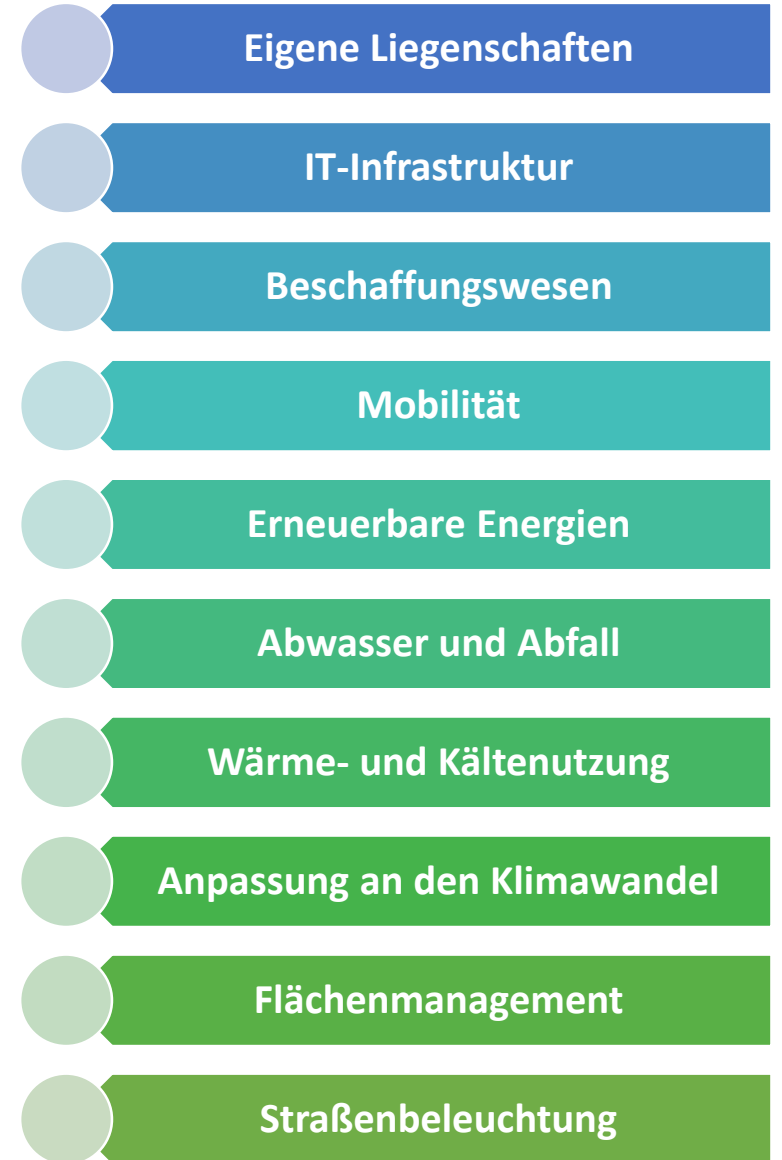 Eigene Liegenschaften
IT-Infrastruktur
Beschaffungswesen
Mobilität
Erneuerbare Energien
Abwasser und Abfall
Wärme- und Kältenutzung
Anpassung an den Klimawandel
Flächenmanagement
Straßenbeleuchtung